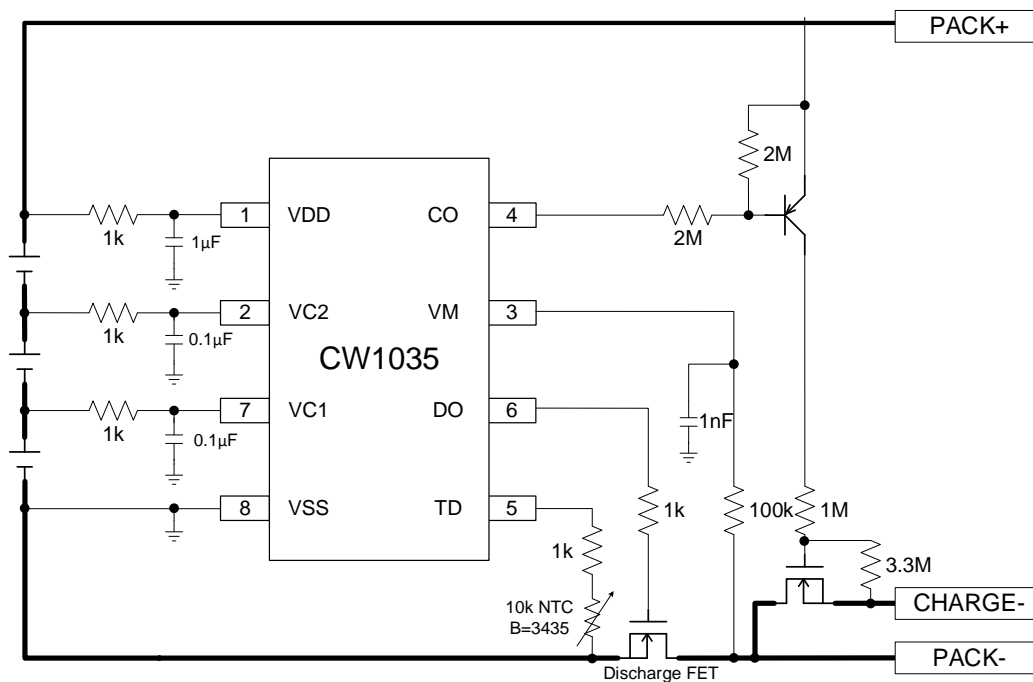 PACK+
2M
1 VDD CO 4
1k
1µF
2M
2 VC2 VM 3
1k
0.1µF
CW1035
7 VC1 DO 6
1k
0.1µF
1nF
8 VSS TD 5
1k
100k
1M
1k
3.3M
10k NTC
B=3435
CHARGE-
PACK-
Discharge FET